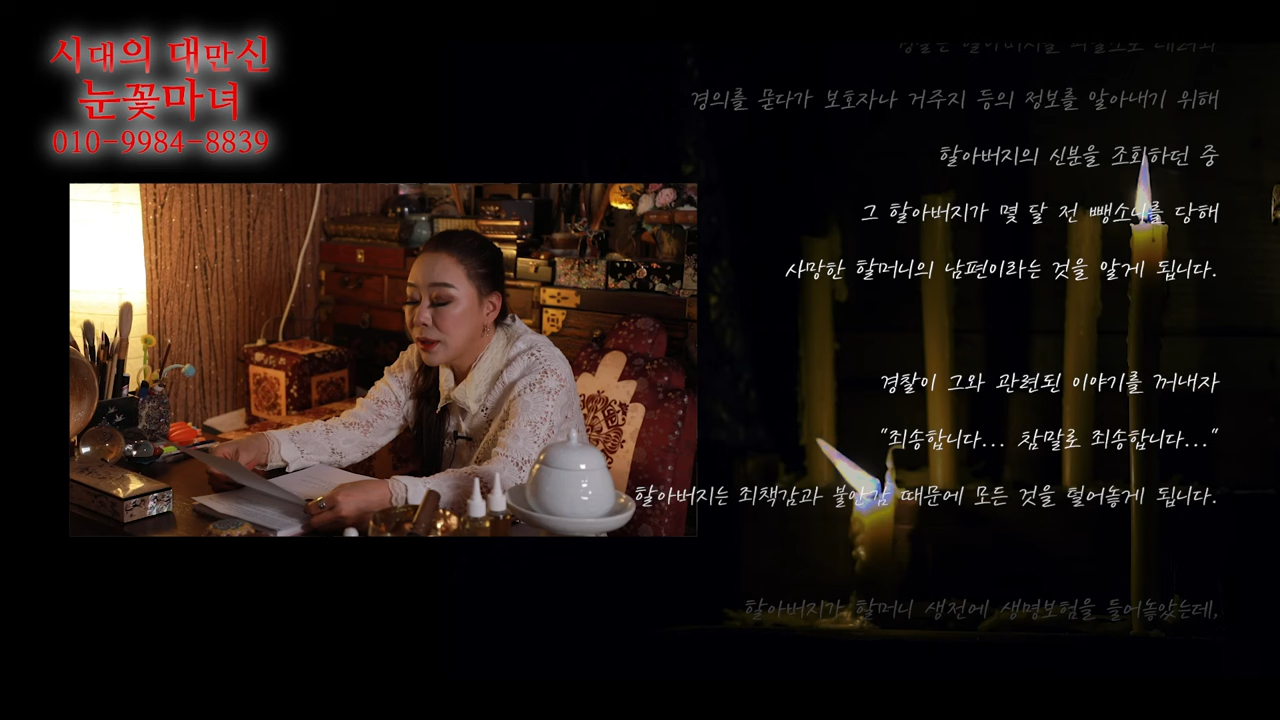 시대의 대만신
눈꽃마녀
010-9984-8839
경의를 묻다가 보호자나 거주지 등의 정보를 알아내기 위해
할아버지의 신분을 조회하던 중
그 할아버지가 몇 달 전 뺑소니를 당해
사망한 할머니의 남편이라는 것을 알게 됩니다.
경찰이 그와 관련된 이야기를 꺼내자
"죄송합니다... 참말로 죄송합니다..."
할아버지는 죄책감과 불안감 때문에 모든 것을 털어놓게 됩니다.
할아버지가 할머니 생전에 생명보험을 들어놓았는데,